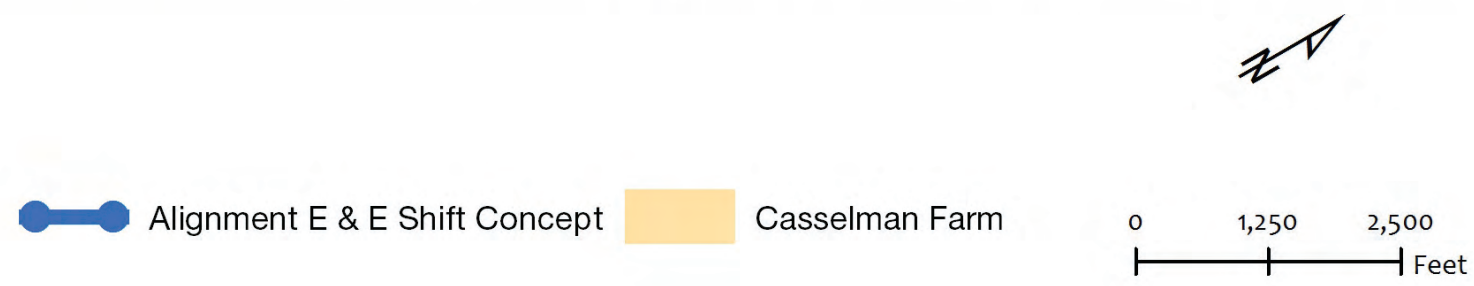 N
Alignment E & E Shift Concept
Casselman Farm
0 1,250 2,500
Feet